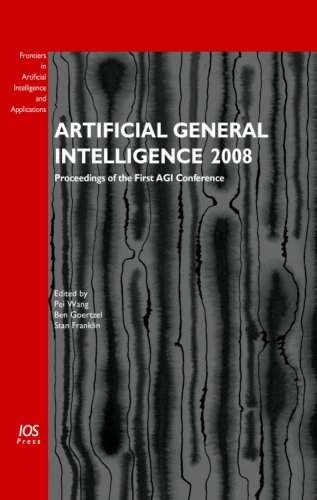 Frontiers in
Artificial
Intelligence and
Applications
ARTIFICIAL GENERAL
INTELLIGENCE 2008
Proceedings of the First AGI Conference
Edited by
Pei Wang
Ben Goertzel
Stan Franklin
IOS
Press